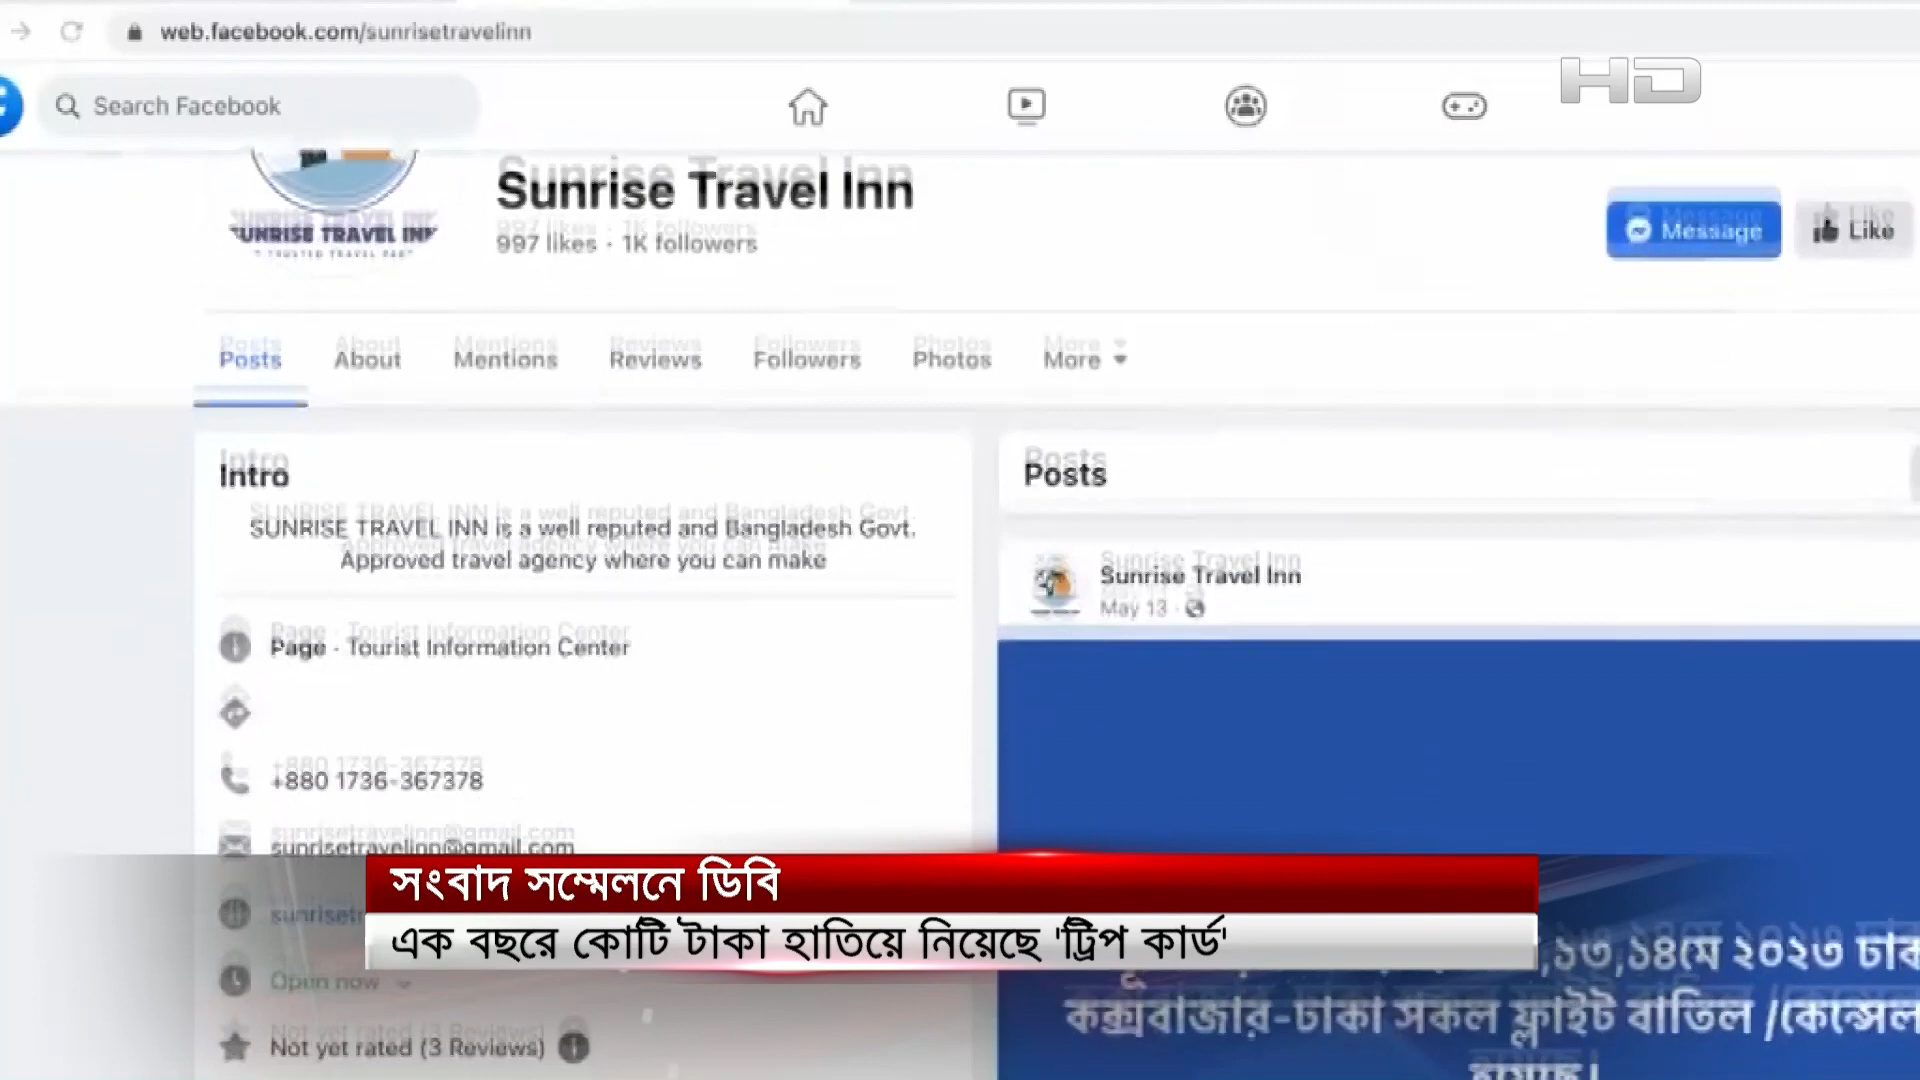 web.facebook.com/sunrisetravelinn
HD
Search Facebook
Sunrise Travel Inn
997 likes · 1K followers
SUNRISE TRAVEL INN
Message
Like
Posts About Mentions Reviews Followers Photos More
Intro
SUNRISE TRAVEL INN is a well reputed and Bangladesh Govt.
Approved travel agency where you can make
Page · Tourist Information Center
+880 1736-367378
sunrisetravelinn@gmail.com
sunrisetr
Open now
Not yet rated (3 Reviews)
Posts
Sunrise Travel Inn
May 13
,১৩,১৪মে ২০২৩ ঢাক
কক্সবাজার-ঢাকা সকল ফ্লাইট বাতিল /কেন্সেল
হয়েছে।
সংবাদ সম্মেলনে ডিবি
এক বছরে কোটি টাকা হাতিয়ে নিয়েছে 'ট্রিপ কার্ড'